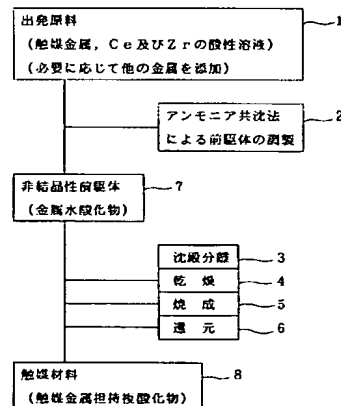 出発原料
(触媒金属,Ce及びZrの酸性溶液)
(必要に応じて他の金属を添加)
1
アンモニア共沈法
による前駆体の調製
2
非結晶性前駆体
(金属水酸化物)
7
沈殿分離
3
乾 燥
4
焼 成
5
還 元
6
触媒材料
(触媒金属担持複酸化物)
8